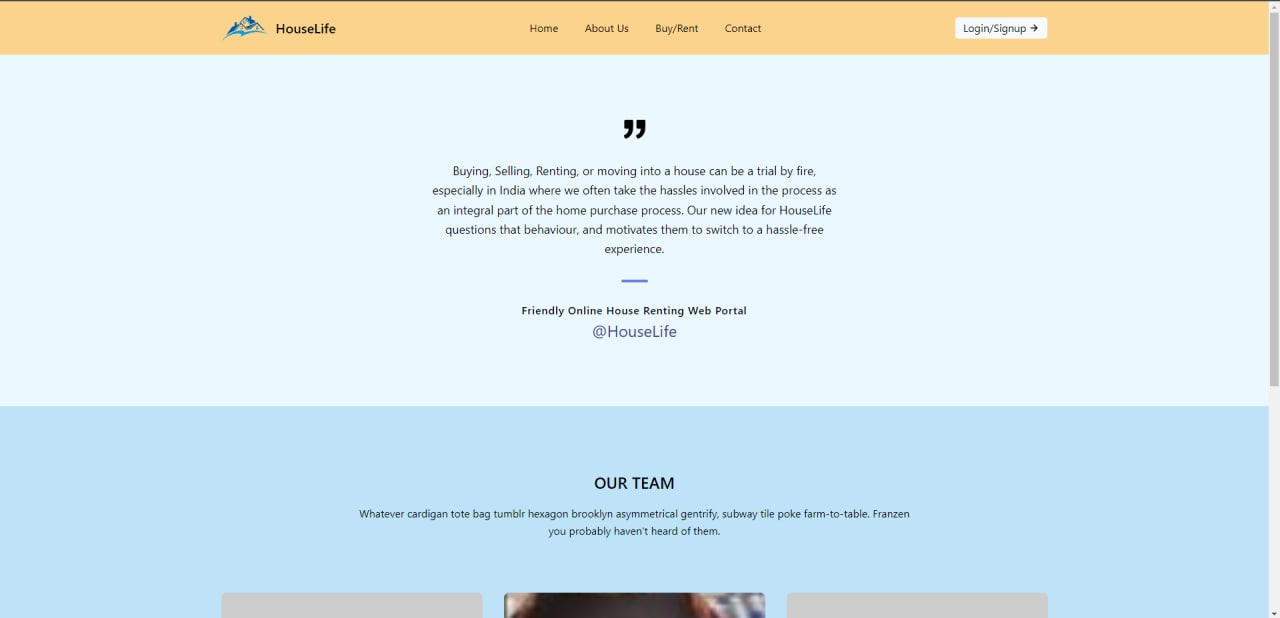 HouseLife
Home
About Us
Buy/Rent
Contact
Login/Signup →
”
Buying, Selling, Renting, or moving into a house can be a trial by fire,
especially in India where we often take the hassles involved in the process as
an integral part of the home purchase process. Our new idea for HouseLife
questions that behaviour, and motivates them to switch to a hassle-free
experience.
Friendly Online House Renting Web Portal
@HouseLife
OUR TEAM
Whatever cardigan tote bag tumblr hexagon brooklyn asymmetrical gentrify, subway tile poke farm-to-table. Franzen
you probably haven't heard of them.